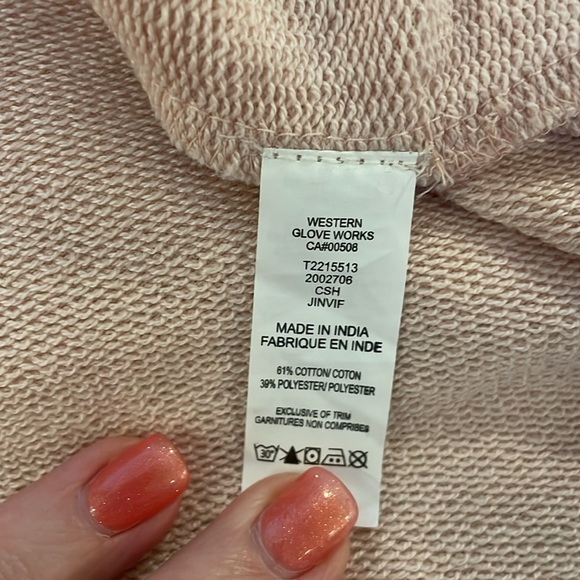 WESTERN
GLOVE WORKS
CA#00508
T2215513
2002706
CSH
JINVIF
MADE IN INDIA
FABRIQUE EN INDE
61% COTTON/ COTON
39% POLYESTER/ POLYESTER
EXCLUSIVE OF TRIM
GARNITURES NON COMPRISES
30°